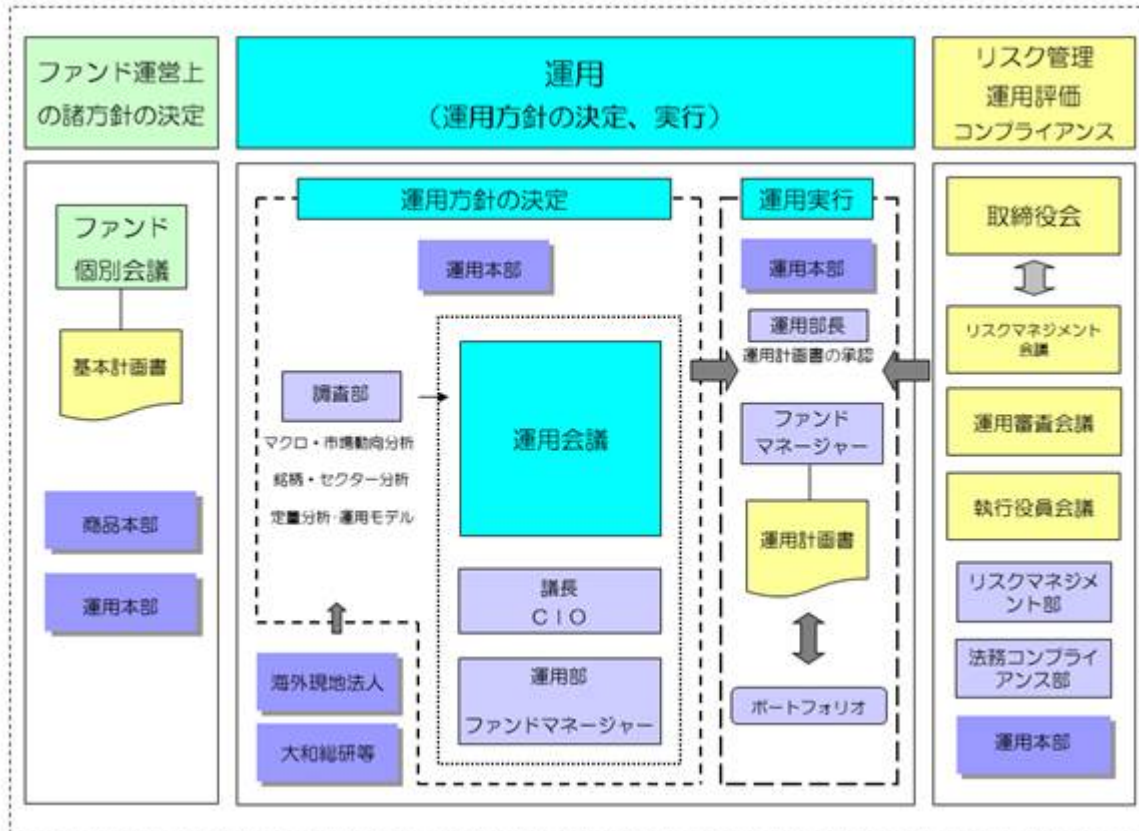 ファンド運営上
の諸方針の決定
運用
（運用方針の決定、実行）
リスク管理
運用評価
コンプライアンス
ファンド
個別会議
基本計画書
商品本部
運用本部
運用方針の決定
運用本部
調査部
マクロ・市場動向分析
銘柄・セクター分析
定量分析・運用モデル
運用会議
議長
ＣＩＯ
運用部
ファンドマネージャー
海外現地法人
大和総研等
運用実行
運用本部
運用部長
運用計画書の承認
ファンド
マネージャー
運用計画書
ポートフォリオ
取締役会
リスクマネジメント
会議
運用審査会議
執行役員会議
リスクマネジメ
ント部
法務コンプライ
アンス部
運用本部